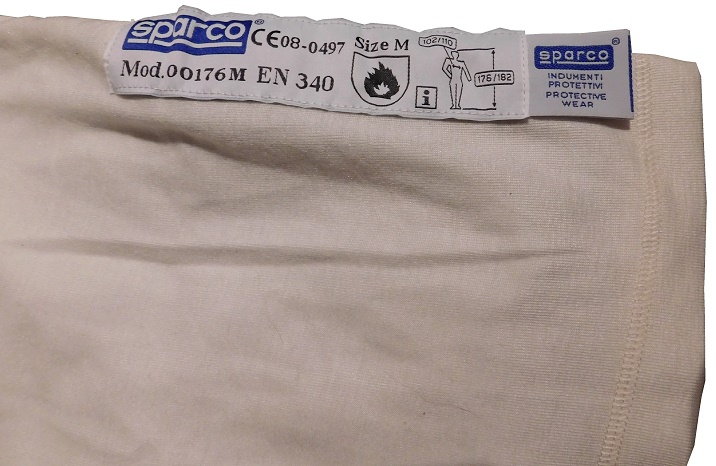 sparco®
CE08-0497 Size M
Mod.00176M EN 340
102/110
176/182
i
sparco®
INDUMENTI
PROTETTIVI
PROTECTIVE
WEAR